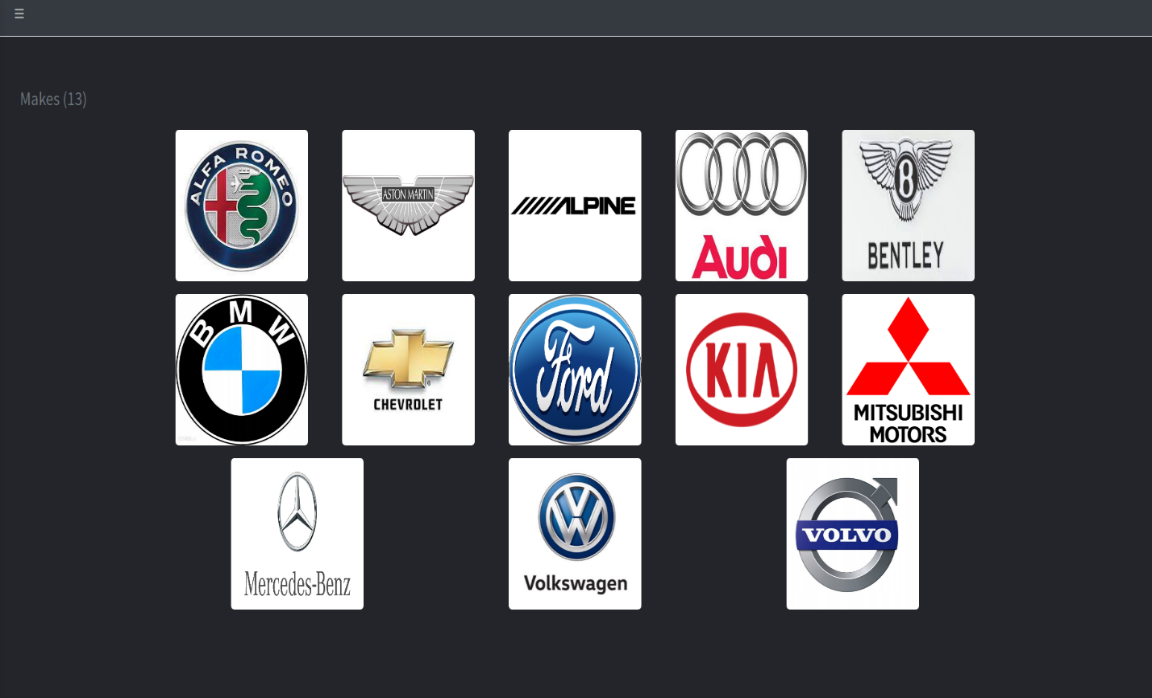 Makes (13)
ALFA ROMEO
ASTON MARTIN
ALPINE
Audi
B
BENTLEY
BMW
CHEVROLET
Ford
KIA
MITSUBISHI
MOTORS
Mercedes-Benz
VW
Volkswagen
VOLVO